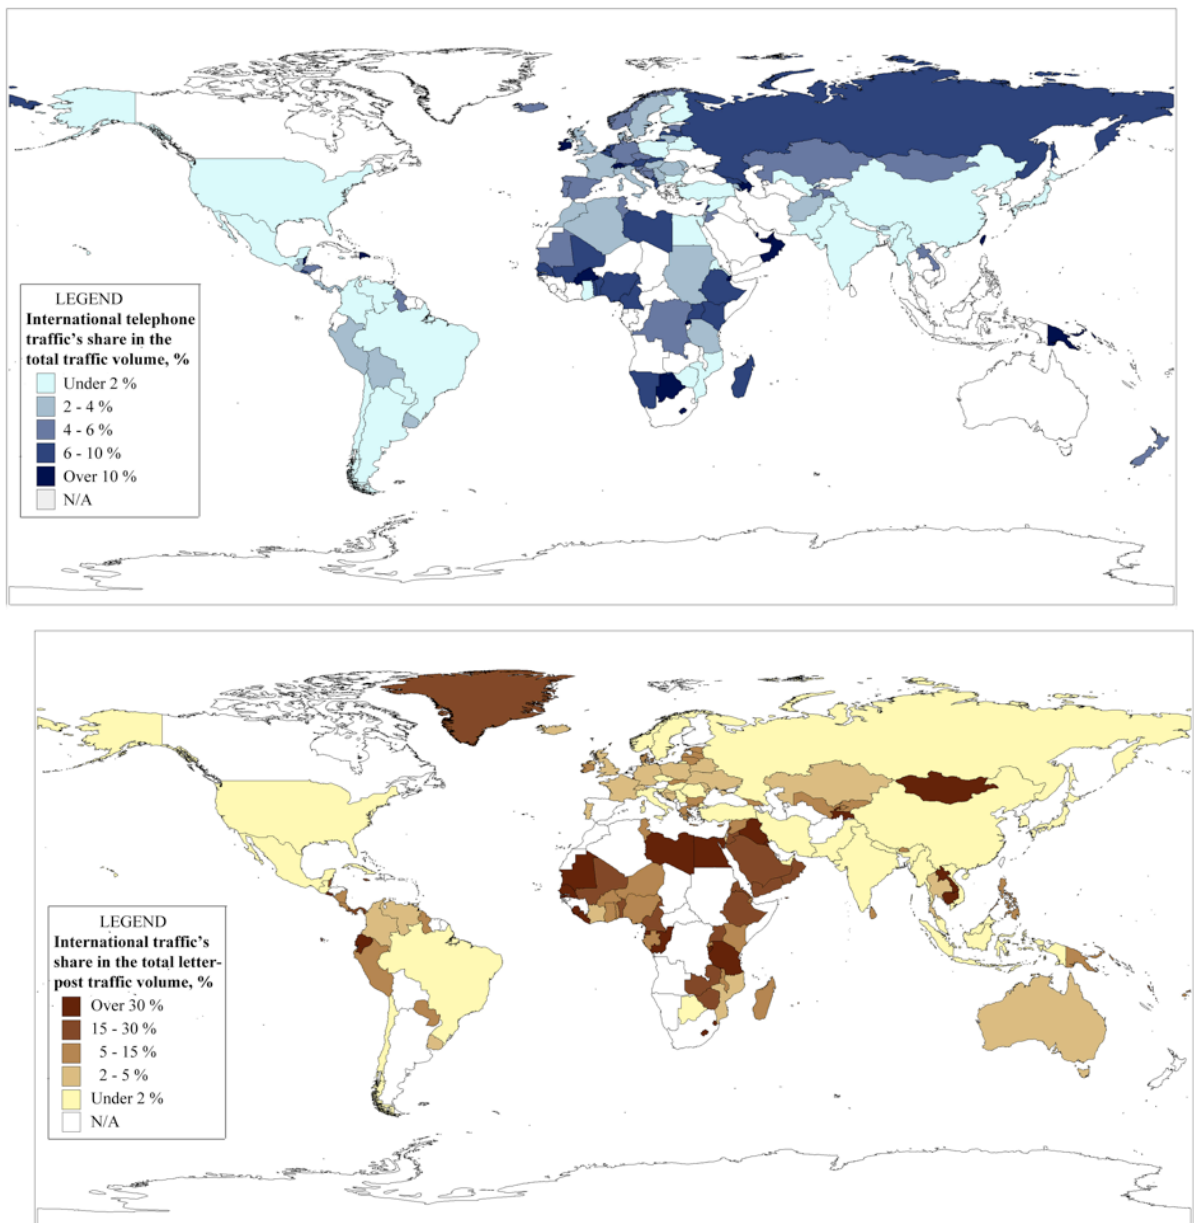 LEGEND
International telephone
traffic's share in the
total traffic volume, %
Under 2 %
2 - 4 %
4 - 6 %
6 - 10 %
Over 10 %
N/A
LEGEND
International traffic's
share in the total letter-
post traffic volume, %
Over 30 %
15 - 30 %
5 - 15 %
2 - 5 %
Under 2 %
N/A